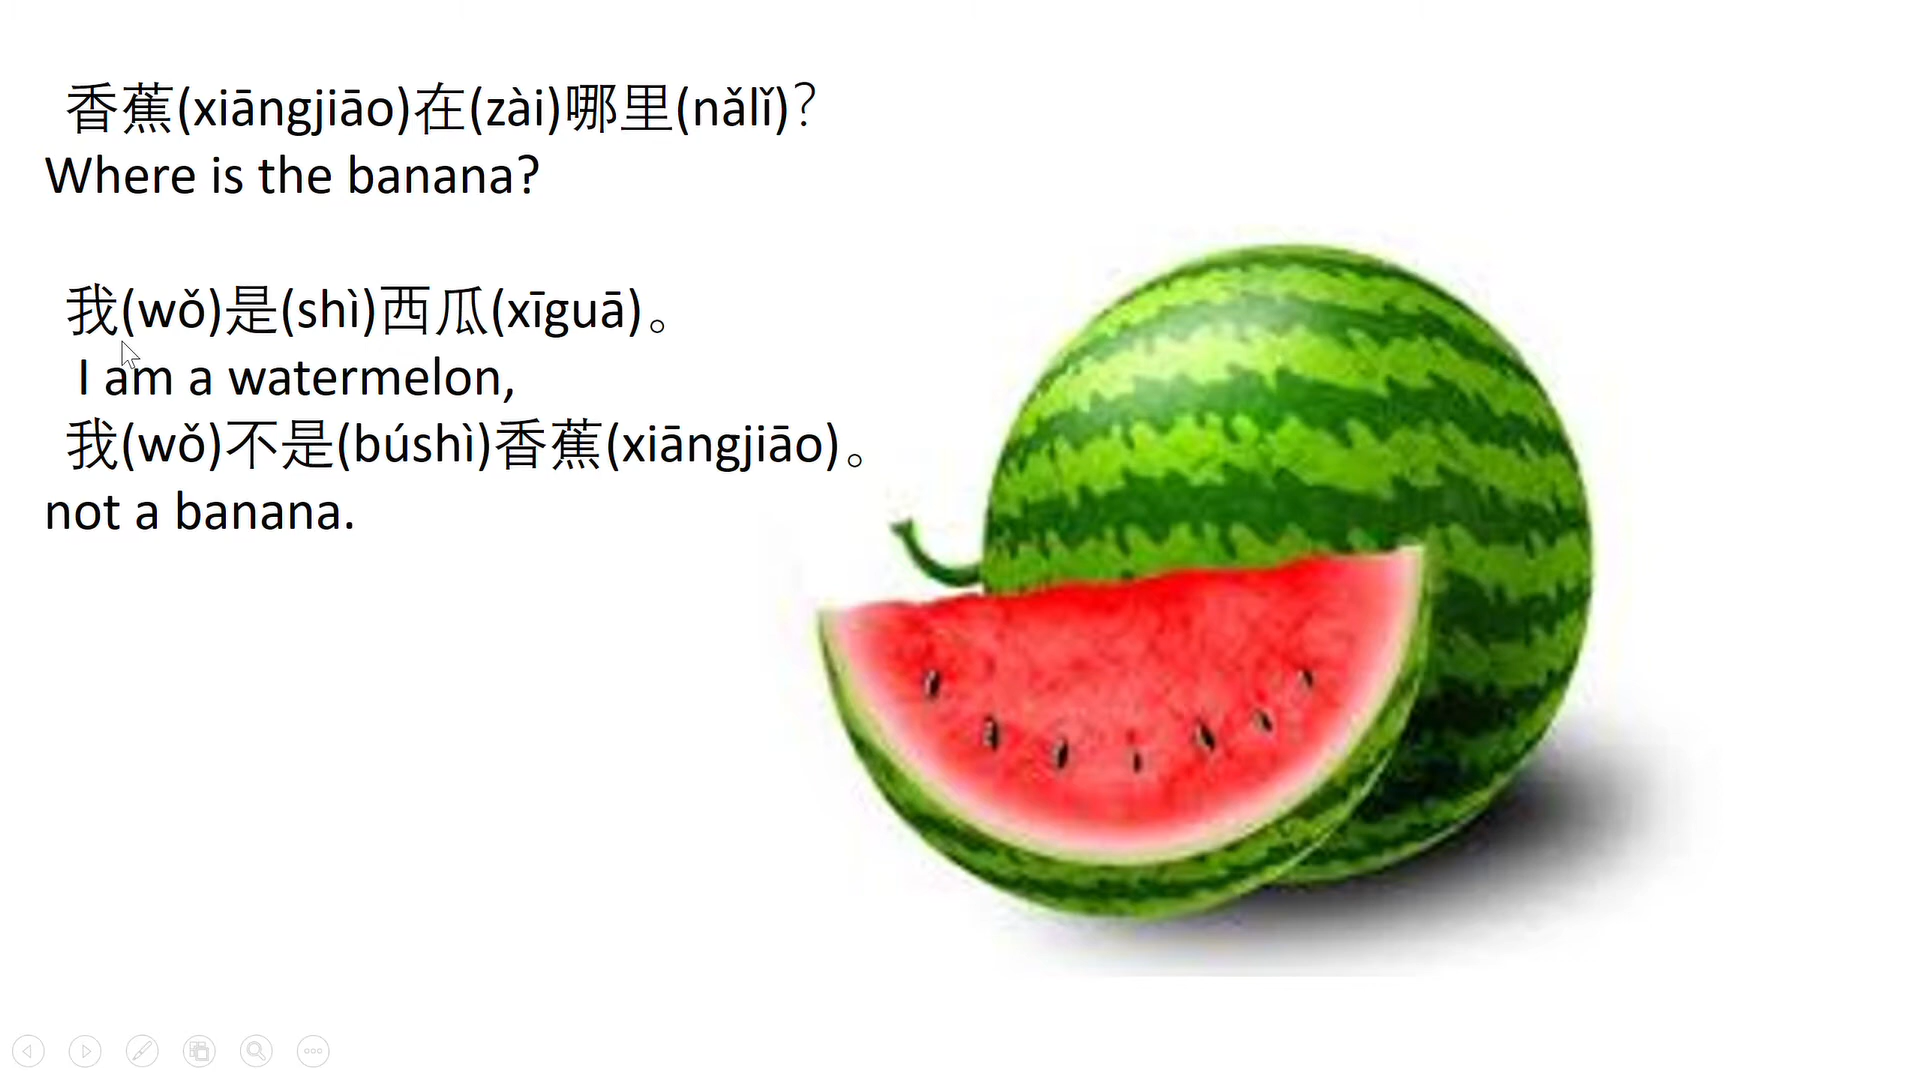 香蕉(xiāngjiāo)在(zài)哪里(nǎlǐ)?
Where is the banana?
我(wǒ)是(shì)西瓜(xīguā)。
I am a watermelon,
我(wǒ)不是(búshì)香蕉(xiāngjiāo)。
not a banana.